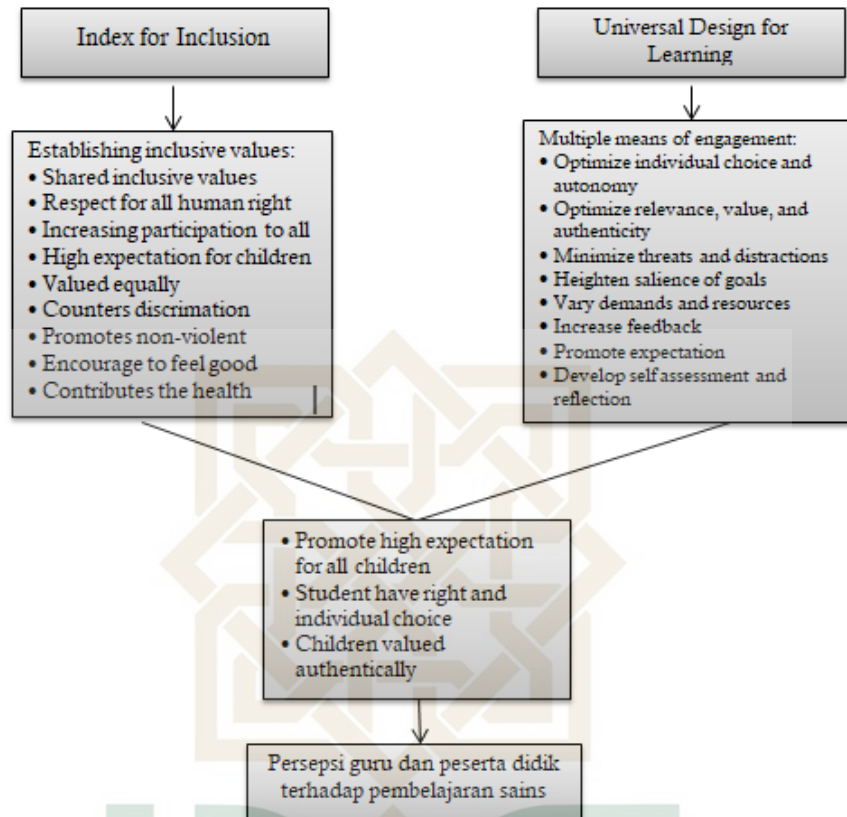 Index for Inclusion
Establishing inclusive values:
• Shared inclusive values
• Respect for all human right
• Increasing participation to all
• High expectation for children
• Valued equally
• Counters discrimation
• Promotes non-violent
• Encourage to feel good
• Contributes the health
Universal Design for
Learning
Multiple means of engagement:
• Optimize individual choice and
autonomy
• Optimize relevance, value, and
authenticity
• Minimize threats and distractions
• Heighten salience of goals
• Vary demands and resources
• Increase feedback
• Promote expectation
• Develop self assessment and
reflection
• Promote high expectation
for all children
• Student have right and
individual choice
• Children valued
authentically
Persepsi guru dan peserta didik
terhadap pembelajaran sains